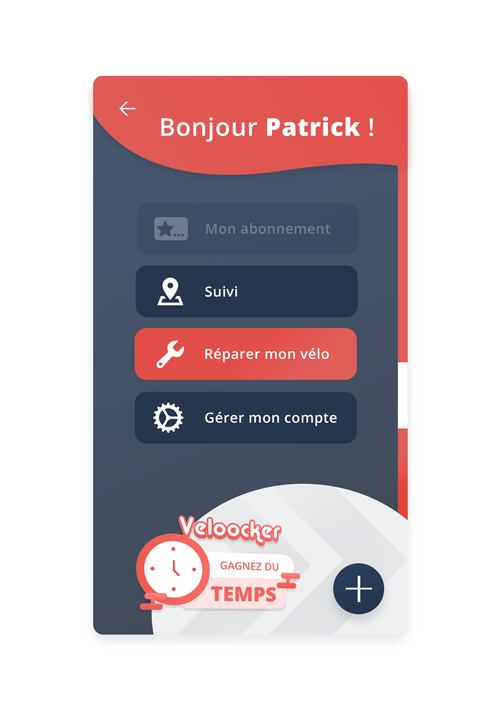 Bonjour Patrick !
Mon abonnement
Suivi
Réparer mon vélo
Gérer mon compte
Veloocker
GAGNEZ DU
TEMPS